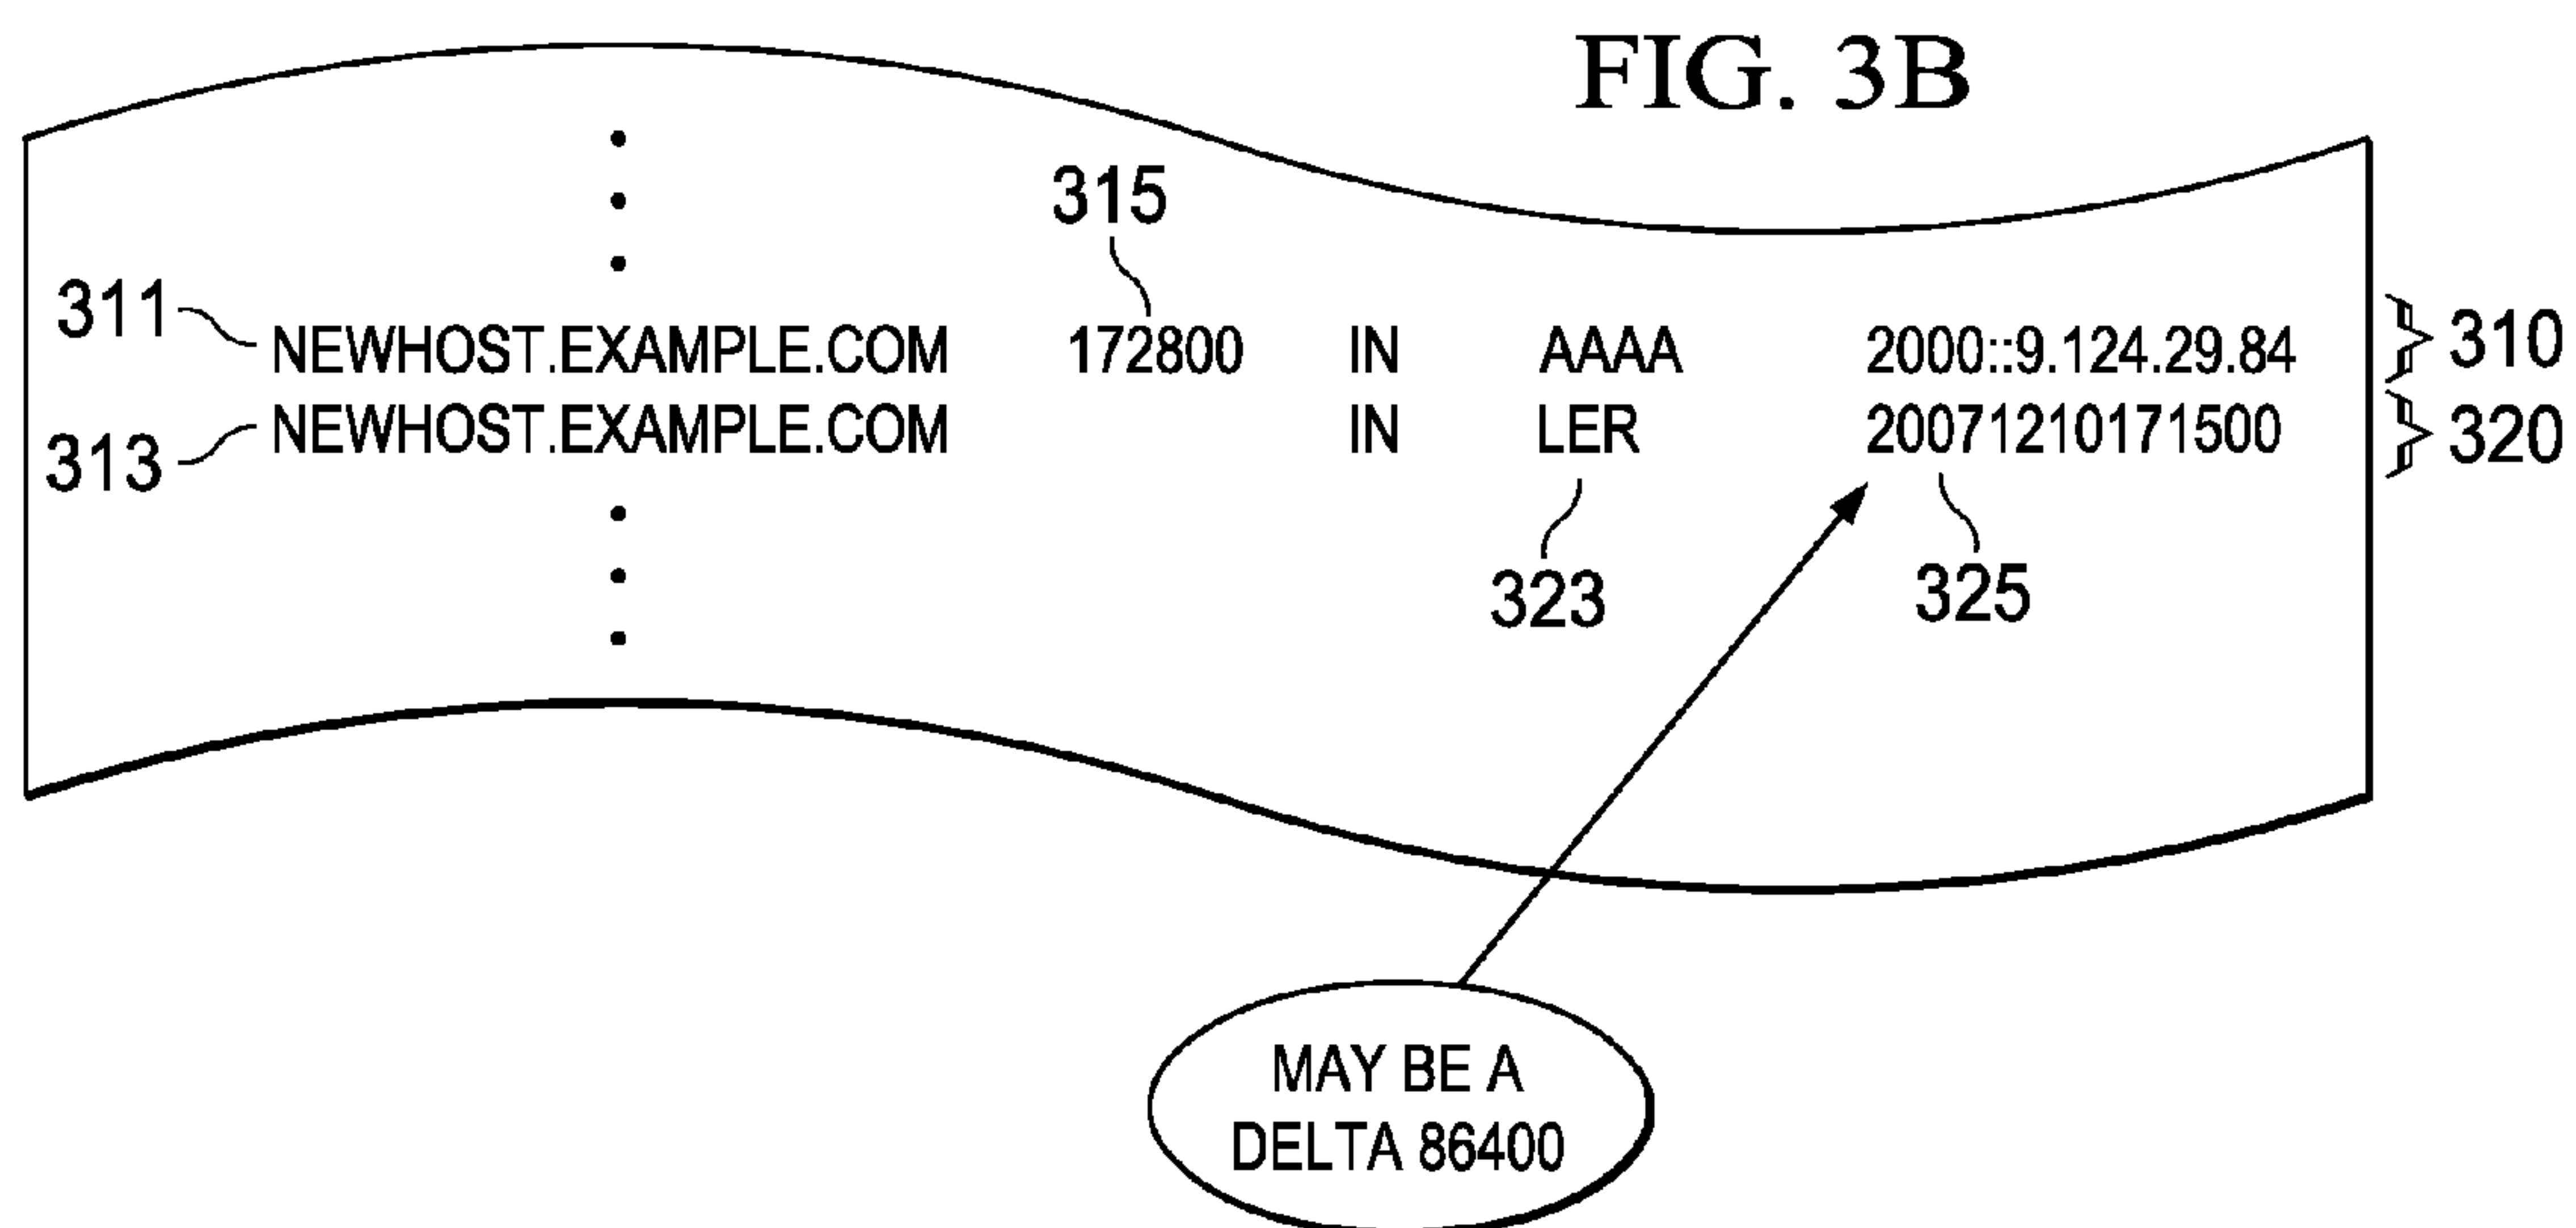 FIG. 3B
315
311 NEWHOST.EXAMPLE.COM 172800 IN AAAA 2000::9.124.29.84 310
313 NEWHOST.EXAMPLE.COM IN LER 20071210171500 320
323 325
MAY BE A
DELTA 86400